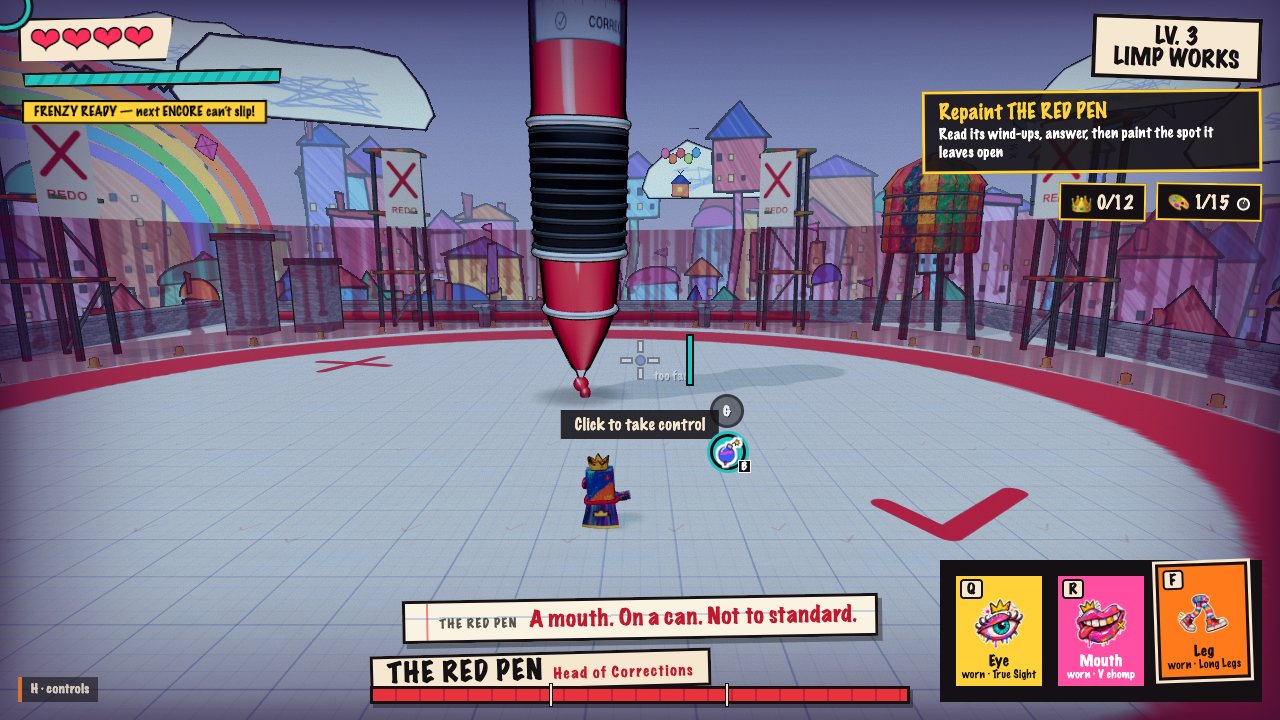 CORRE
LV. 3
LIMP WORKS
FRENZY READY — next ENCORE can't slip!
Repaint THE RED PEN
Read its wind-ups, answer, then paint the spot it
leaves open
REDO
REDO
REDO
0/12
1/15
too fa
Click to take control
G
B
THE RED PEN A mouth. On a can. Not to standard.
THE RED PEN Head of Corrections
Q
Eye
worn · True Sight
R
Mouth
worn · V chomp
F
Leg
worn · Long Legs
H · controls